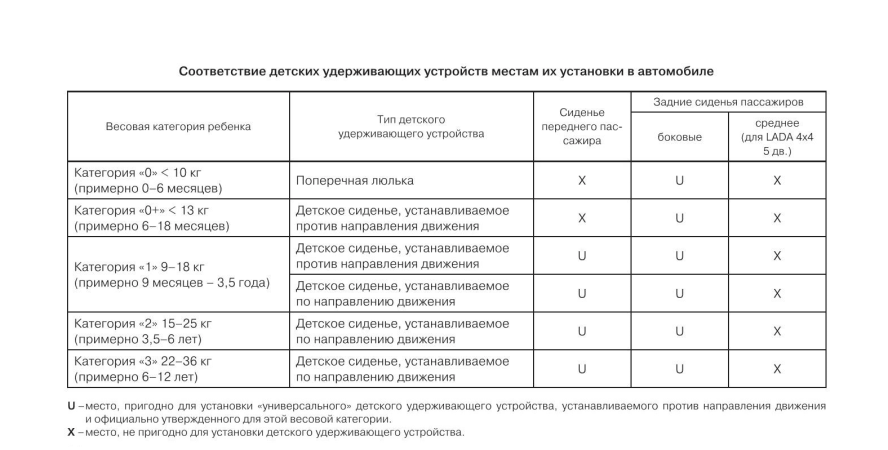 Соответствие детских удерживающих устройств местам их установки в автомобиле
Весовая категория ребенка
Тип детского
удерживающего устройства
Сиденье
переднего пас-
сажира
Задние сиденья пассажиров
боковые
среднее
(для LADA 4x4
5 дв.)
Категория «0» < 10 кг
(примерно 0–6 месяцев)
Поперечная люлька
X
U
X
Категория «0+» < 13 кг
(примерно 6–18 месяцев)
Детское сиденье, устанавливаемое
против направления движения
X
U
X
Категория «1» 9–18 кг
(примерно 9 месяцев – 3,5 года)
Детское сиденье, устанавливаемое
против направления движения
U
U
X
Детское сиденье, устанавливаемое
по направлению движения
U
U
X
Категория «2» 15–25 кг
(примерно 3,5–6 лет)
Детское сиденье, устанавливаемое
по направлению движения
U
U
X
Категория «3» 22–36 кг
(примерно 6–12 лет)
Детское сиденье, устанавливаемое
по направлению движения
U
U
X
U – место, пригодно для установки «универсального» детского удерживающего устройства, устанавливаемого против направления движения
и официально утвержденного для этой весовой категории.
X – место, не пригодно для установки детского удерживающего устройства.